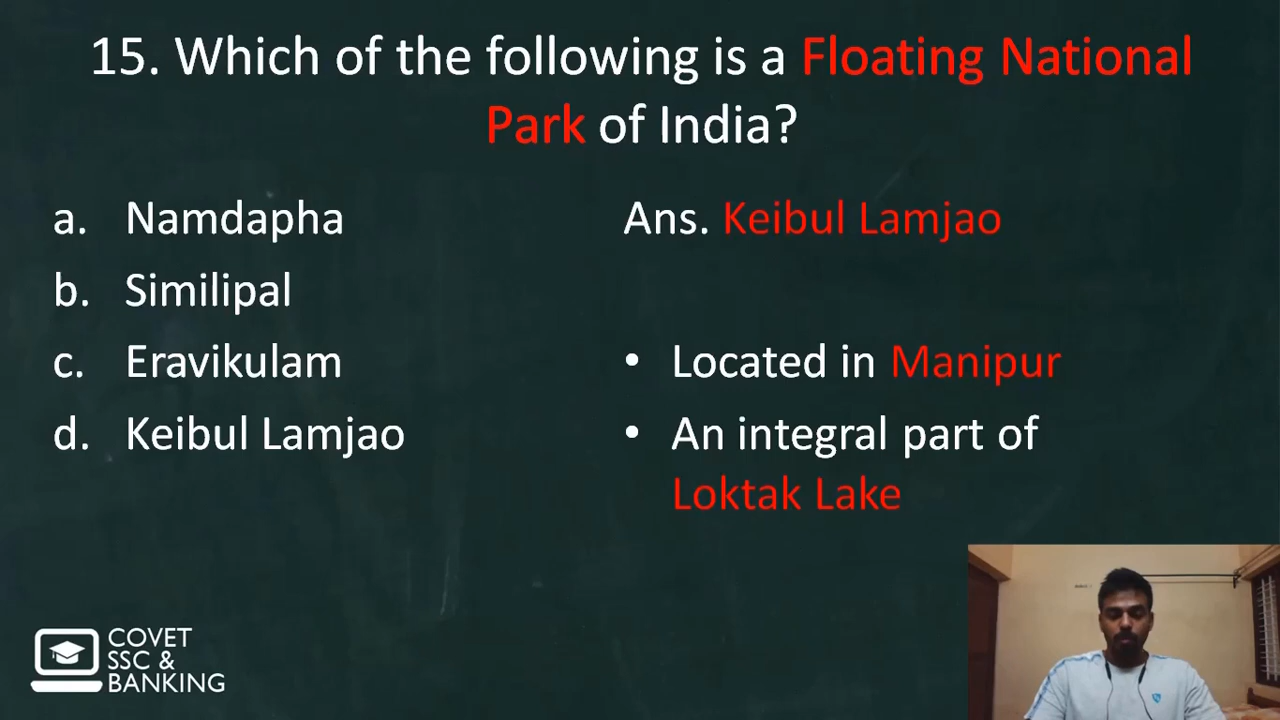 15. Which of the following is a Floating National
Park of India?
a. Namdapha
b. Similipal
c. Eravikulam
d. Keibul Lamjao
Ans. Keibul Lamjao
• Located in Manipur
• An integral part of
Loktak Lake
COVET
SSC &
BANKING